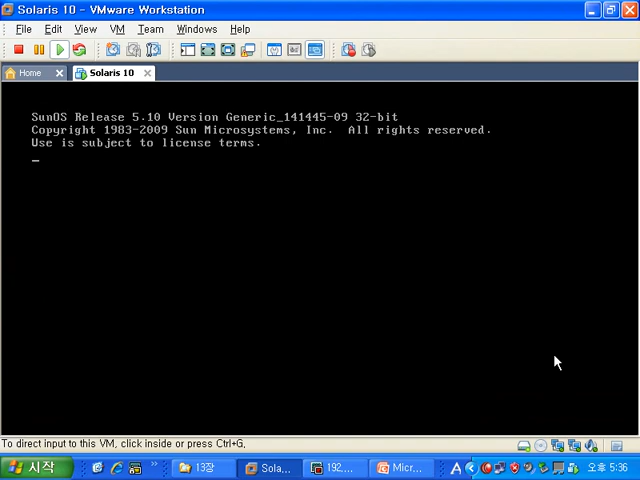 Solaris 10 - VMware Workstation
File Edit View VM Team Windows Help
Home Solaris 10
SunOS Release 5.10 Version Generic_141445-09 32-bit
Copyright 1983-2009 Sun Microsystems, Inc. All rights reserved.
Use is subject to license terms.
To direct input to this VM, click inside or press Ctrl+G.
시작 13장 Sola... 192.... Micr... A 오후 5:36